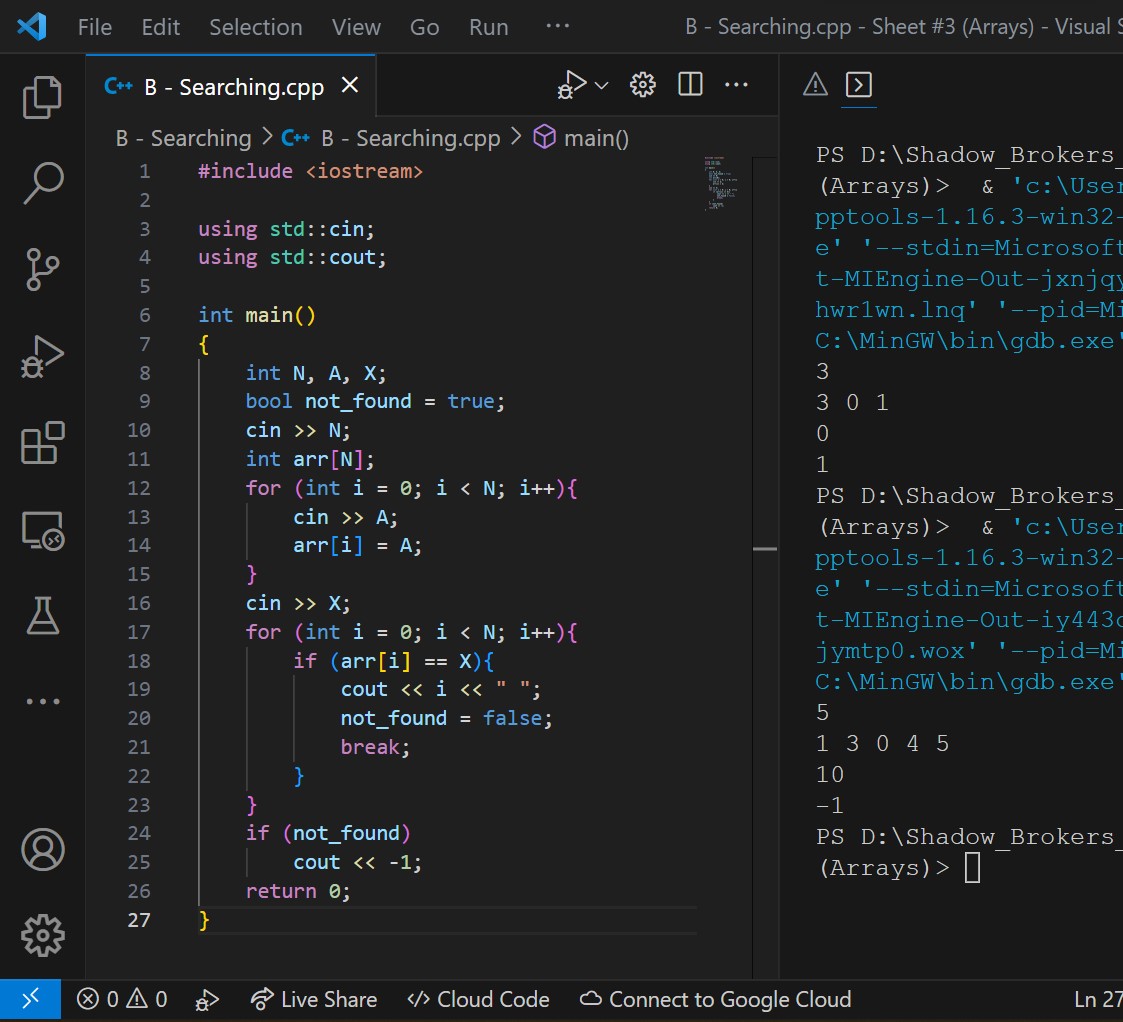 File Edit Selection View Go Run ··· B - Searching.cpp - Sheet #3 (Arrays) - Visual S
C++ B - Searching.cpp
B - Searching > C++ B - Searching.cpp > main()
1 #include <iostream>
2
3 using std::cin;
4 using std::cout;
5
6 int main()
7 {
8     int N, A, X;
9     bool not_found = true;
10     cin >> N;
11     int arr[N];
12     for (int i = 0; i < N; i++){
13         cin >> A;
14         arr[i] = A;
15     }
16     cin >> X;
17     for (int i = 0; i < N; i++){
18         if (arr[i] == X){
19             cout << i << " ";
20             not_found = false;
21             break;
22         }
23     }
24     if (not_found)
25         cout << -1;
26     return 0;
27 }
PS D:\Shadow_Brokers_
(Arrays)>  & 'c:\User
pptools-1.16.3-win32-
e' '--stdin=Microsoft
t-MIEngine-Out-jxnjqy
hwr1wn.lnq' '--pid=Mi
C:\MinGW\bin\gdb.exe'
3
3 0 1
0
1
PS D:\Shadow_Brokers_
(Arrays)>  & 'c:\User
pptools-1.16.3-win32-
e' '--stdin=Microsoft
t-MIEngine-Out-iy443c
jymtp0.wox' '--pid=Mi
C:\MinGW\bin\gdb.exe'
5
1 3 0 4 5
10
-1
PS D:\Shadow_Brokers_
(Arrays)>
0 0 Live Share Cloud Code Connect to Google Cloud Ln 27